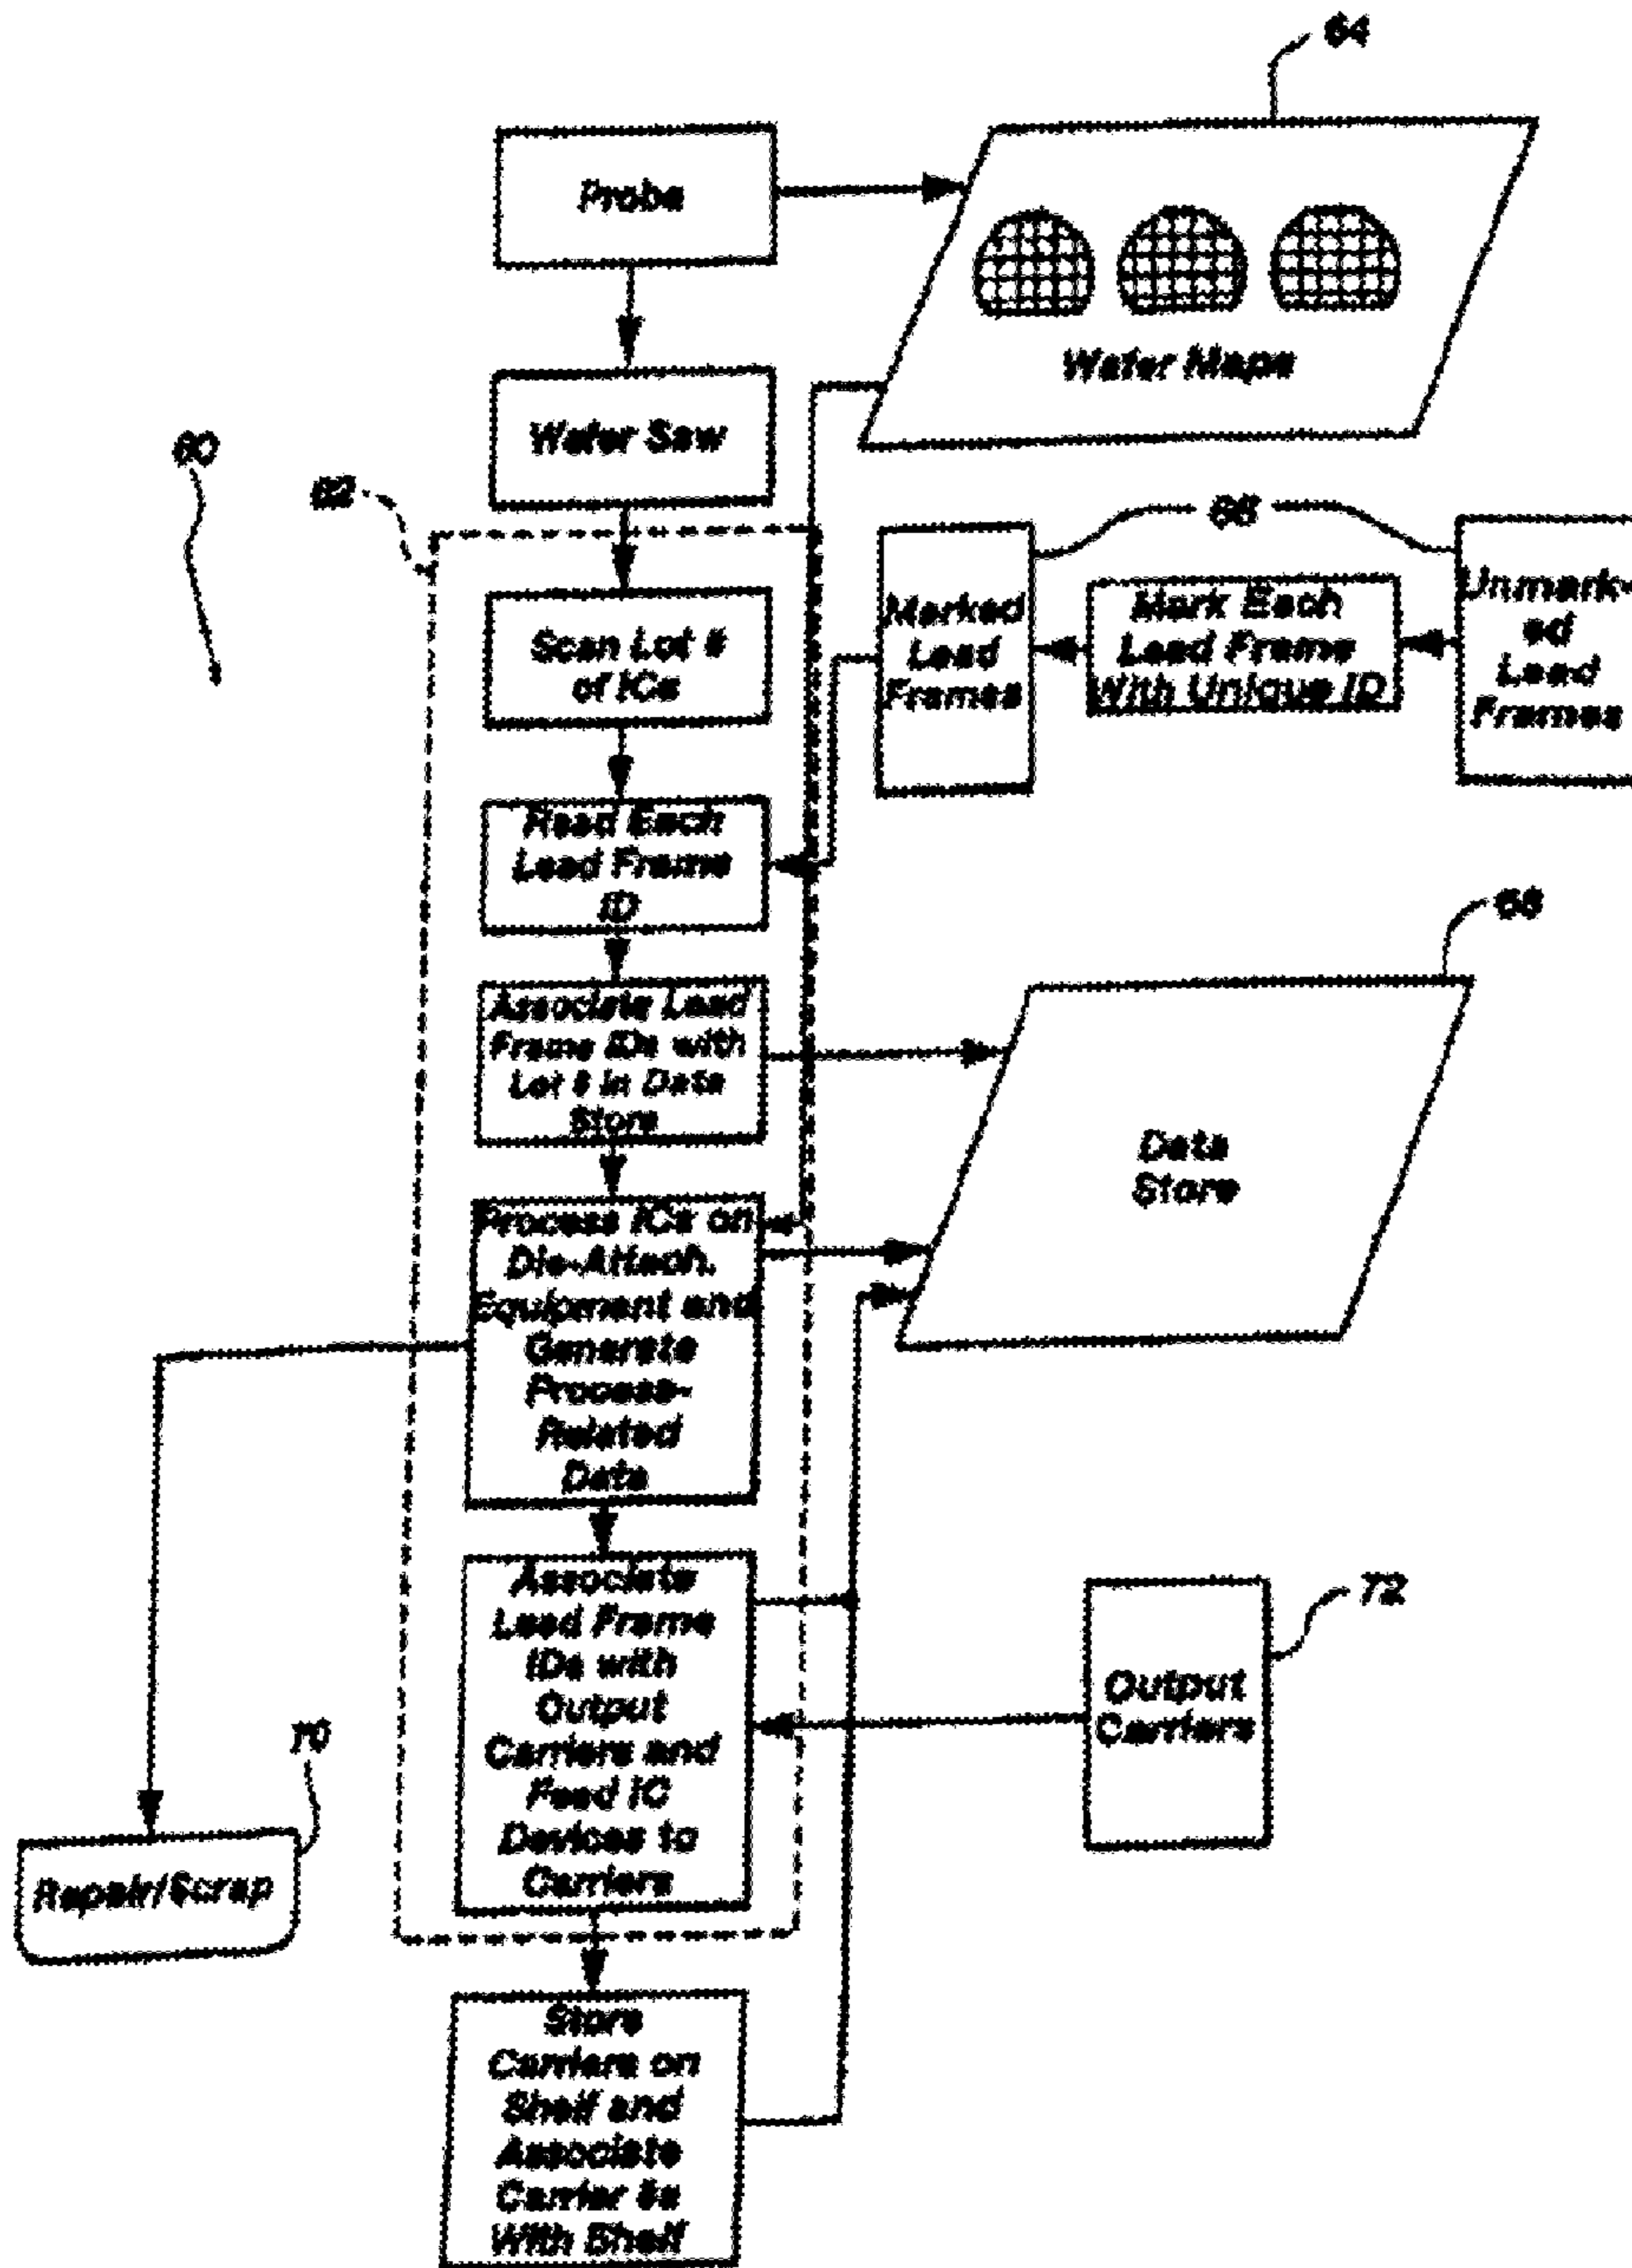 64
Probe
Wafer Maps
Wafer Saw
60
62
66
Marked
Lead
Frames
Mark Each
Lead Frame
With Unique ID
Unmark-
ed
Lead
Frames
Scan Lot #
of ICs
Read Each
Lead Frame
ID
68
Associate Lead
Frame IDs with
Lot # in Data
Store
Data
Store
Process ICs on
Die-Attach.
Equipment and
Generate
Process-
Related
Data
Associate
Lead Frame
IDs with
Output
Carriers and
Feed IC
Devices to
Carriers
72
Output
Carriers
70
Repair/Scrap
Store
Carriers on
Shelf and
Associate
Carrier #s
With Shelf